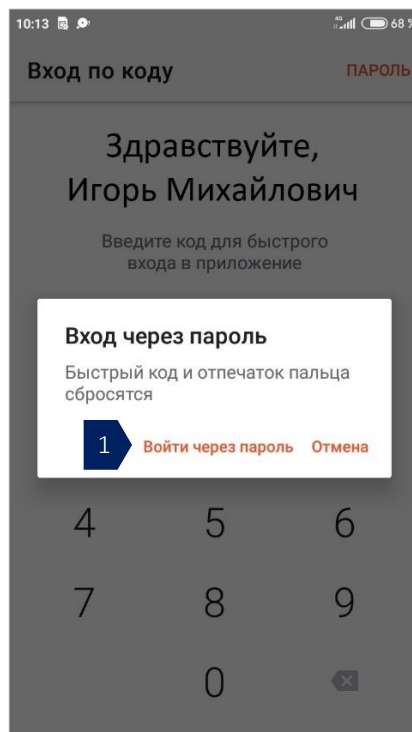 10:13 4G 68 %
Вход по коду ПАРОЛЬ
Здравствуйте,
Игорь Михайлович
Введите код для быстрого
входа в приложение
Вход через пароль
Быстрый код и отпечаток пальца
сбросятся
1 Войти через пароль Отмена
4 5 6
7 8 9
0